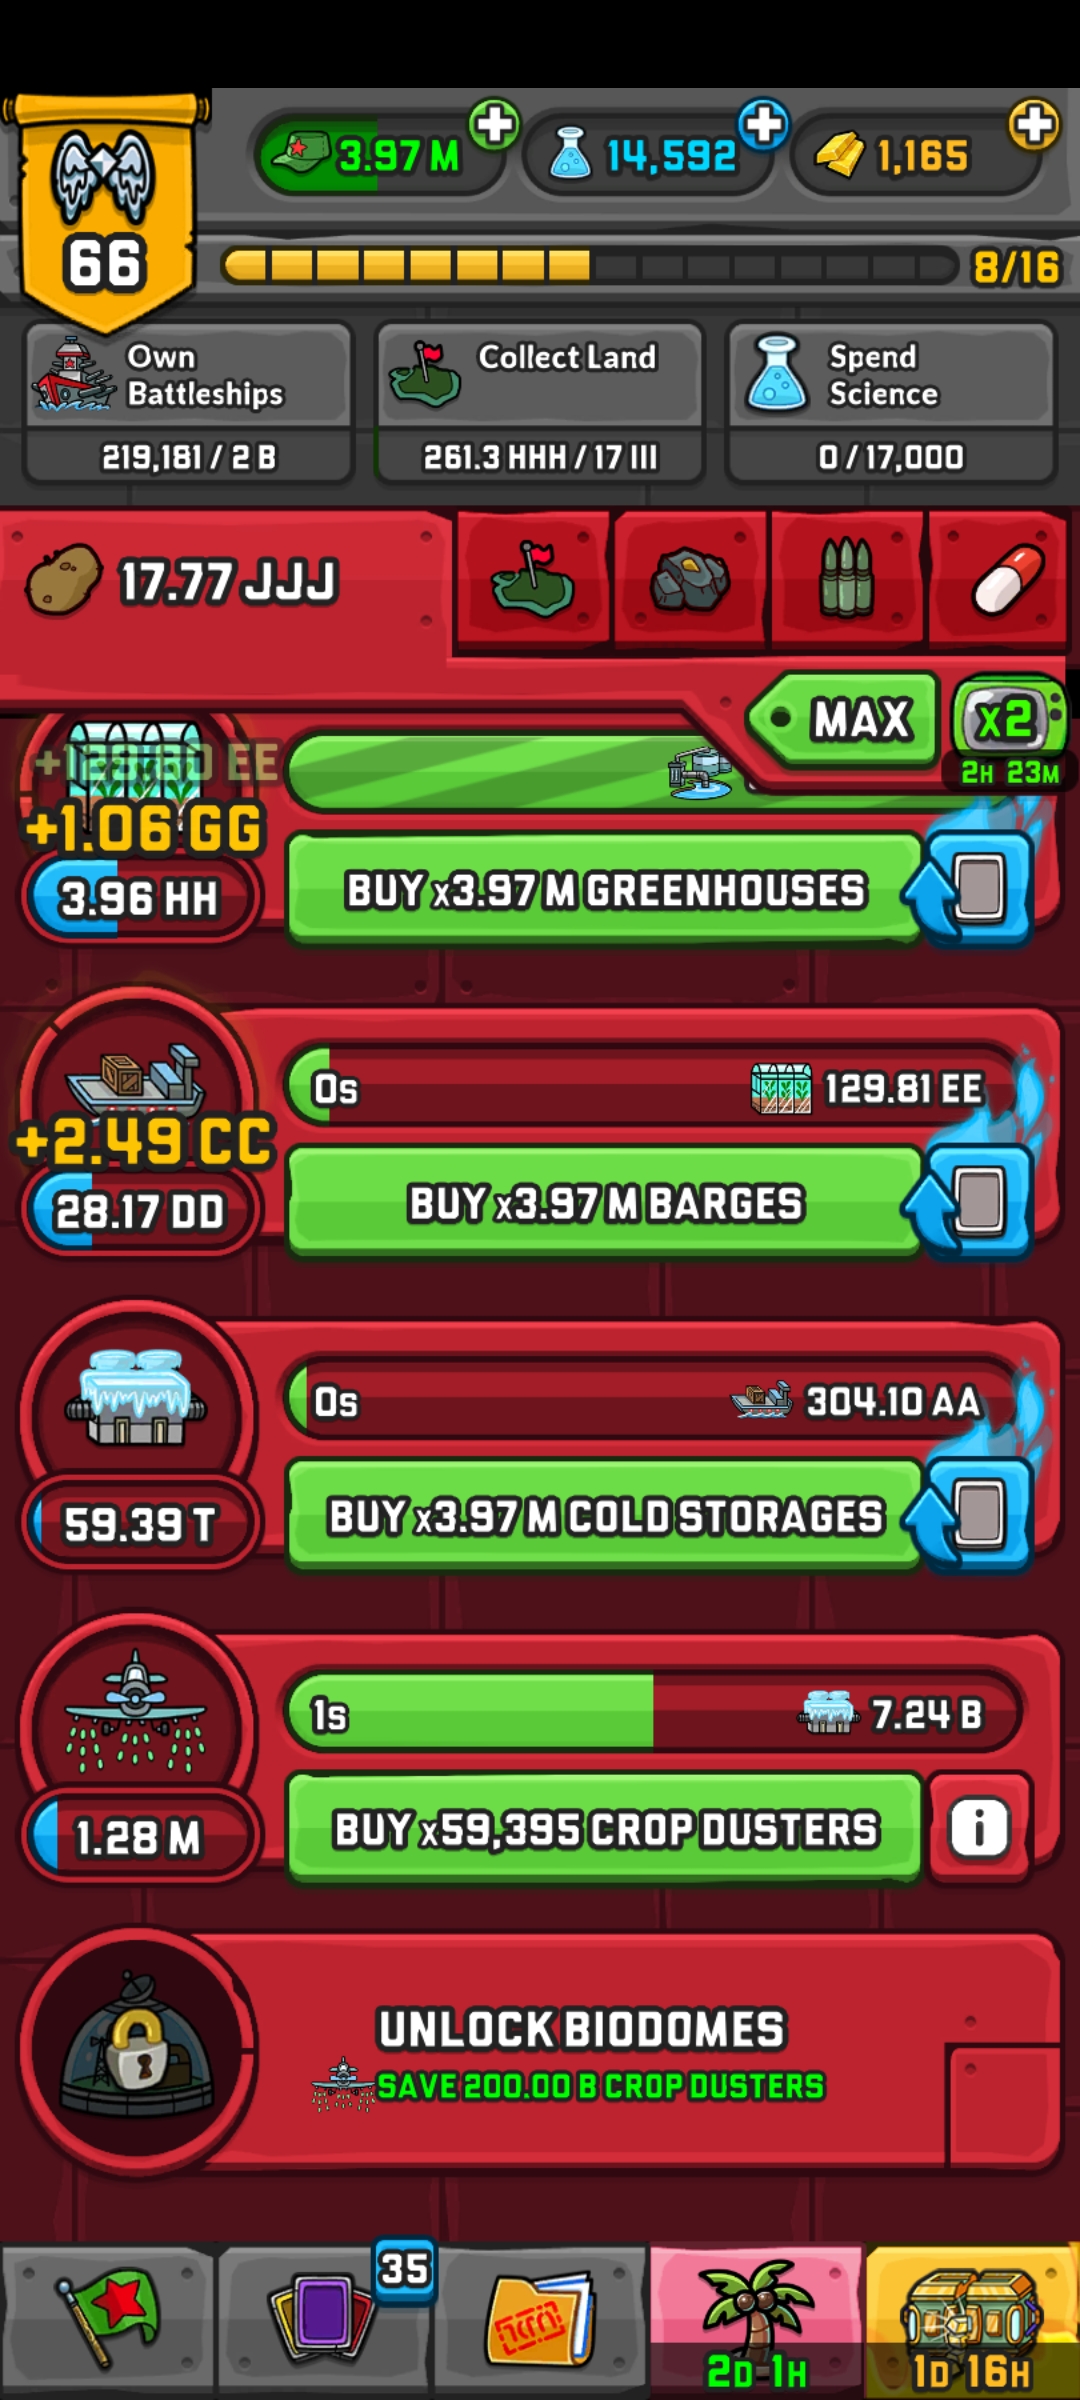 3.97 M
14,592
1,165
66
8/16
Own
Battleships
219,181 / 2 B
Collect Land
261.3 HHH / 17 III
Spend
Science
0 / 17,000
17.77 JJJ
MAX
x2
2H 23M
+1.06 GG
3.96 HH
BUY x3.97 M GREENHOUSES
+2.49 CC
28.17 DD
0s
129.81 EE
BUY x3.97 M BARGES
0s
304.10 AA
59.39 T
BUY x3.97 M COLD STORAGES
1s
7.24 B
1.28 M
BUY x59,395 CROP DUSTERS
i
UNLOCK BIODOMES
SAVE 200.00 B CROP DUSTERS
35
2D 1H
1D 16H